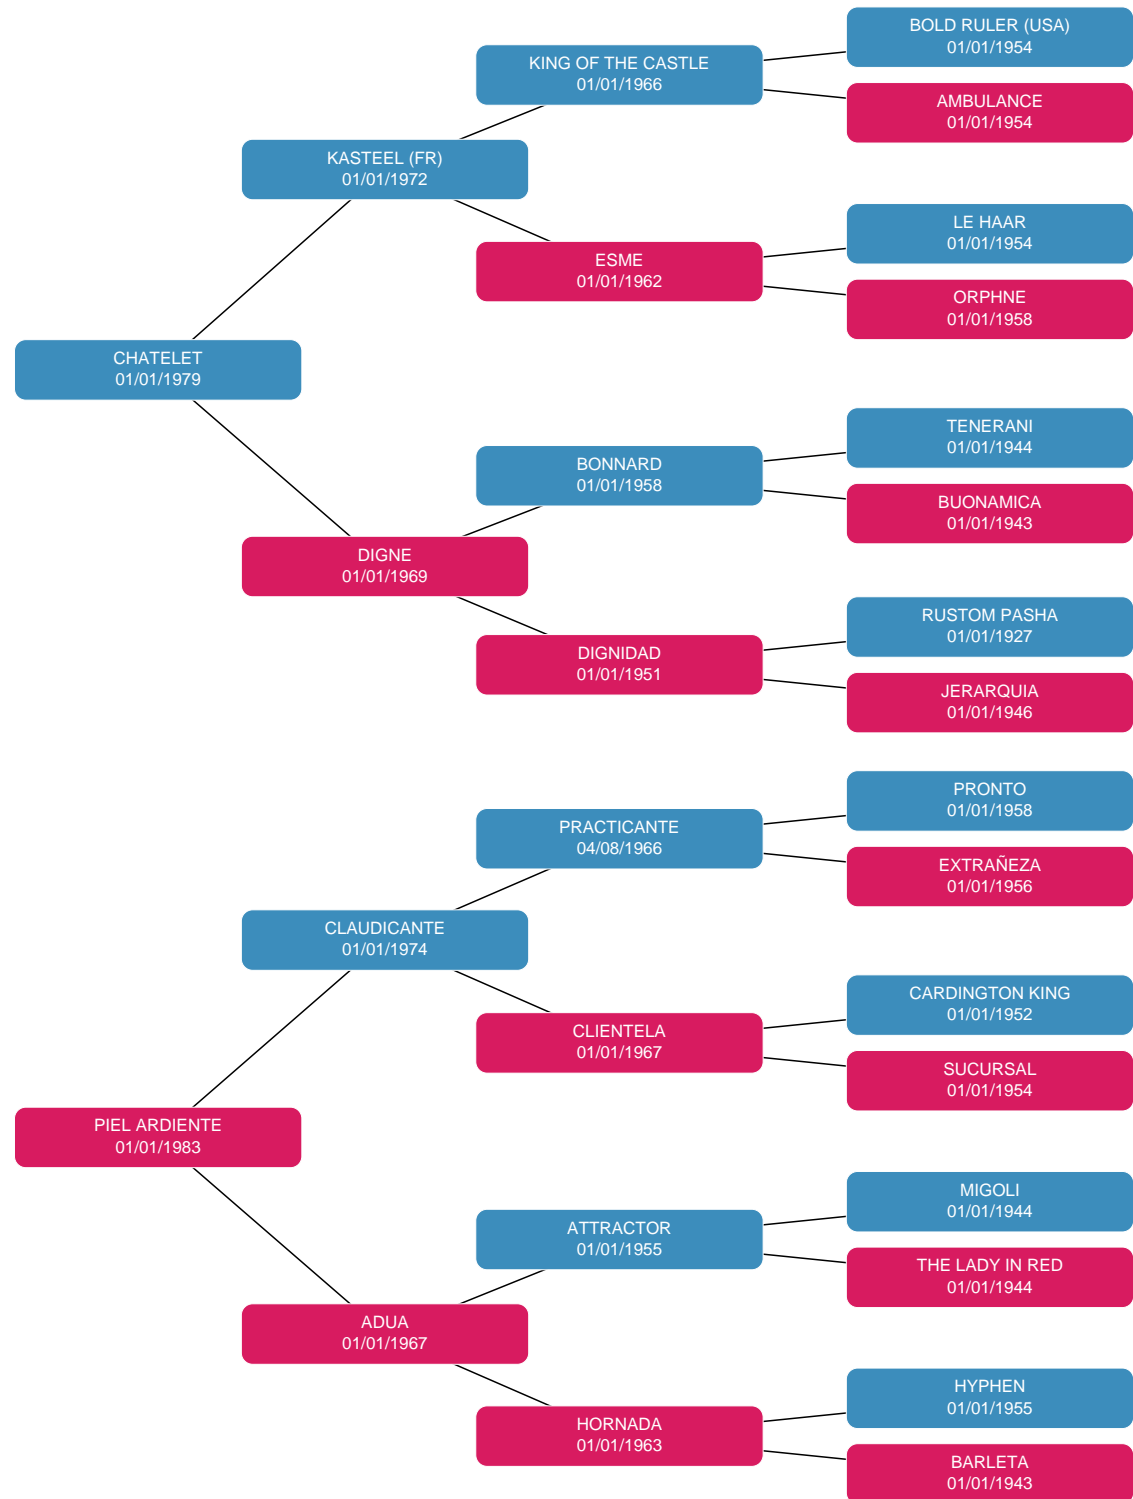 BOLD RULER (USA)
01/01/1954
KING OF THE CASTLE
01/01/1966
AMBULANCE
01/01/1954
KASTEEL (FR)
01/01/1972
LE HAAR
01/01/1954
ESME
01/01/1962
ORPHNE
01/01/1958
CHATELET
01/01/1979
TENERANI
01/01/1944
BONNARD
01/01/1958
BUONAMICA
01/01/1943
DIGNE
01/01/1969
RUSTOM PASHA
01/01/1927
DIGNIDAD
01/01/1951
JERARQUIA
01/01/1946
PRONTO
01/01/1958
PRACTICANTE
04/08/1966
EXTRAÑEZA
01/01/1956
CLAUDICANTE
01/01/1974
CARDINGTON KING
01/01/1952
CLIENTELA
01/01/1967
SUCURSAL
01/01/1954
PIEL ARDIENTE
01/01/1983
MIGOLI
01/01/1944
ATTRACTOR
01/01/1955
THE LADY IN RED
01/01/1944
ADUA
01/01/1967
HYPHEN
01/01/1955
HORNADA
01/01/1963
BARLETA
01/01/1943